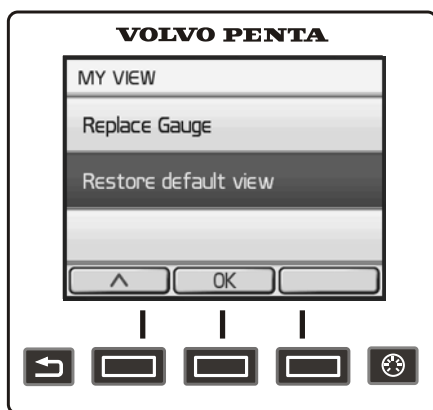 VOLVO PENTA
MY VIEW
Replace Gauge
Restore default view
OK